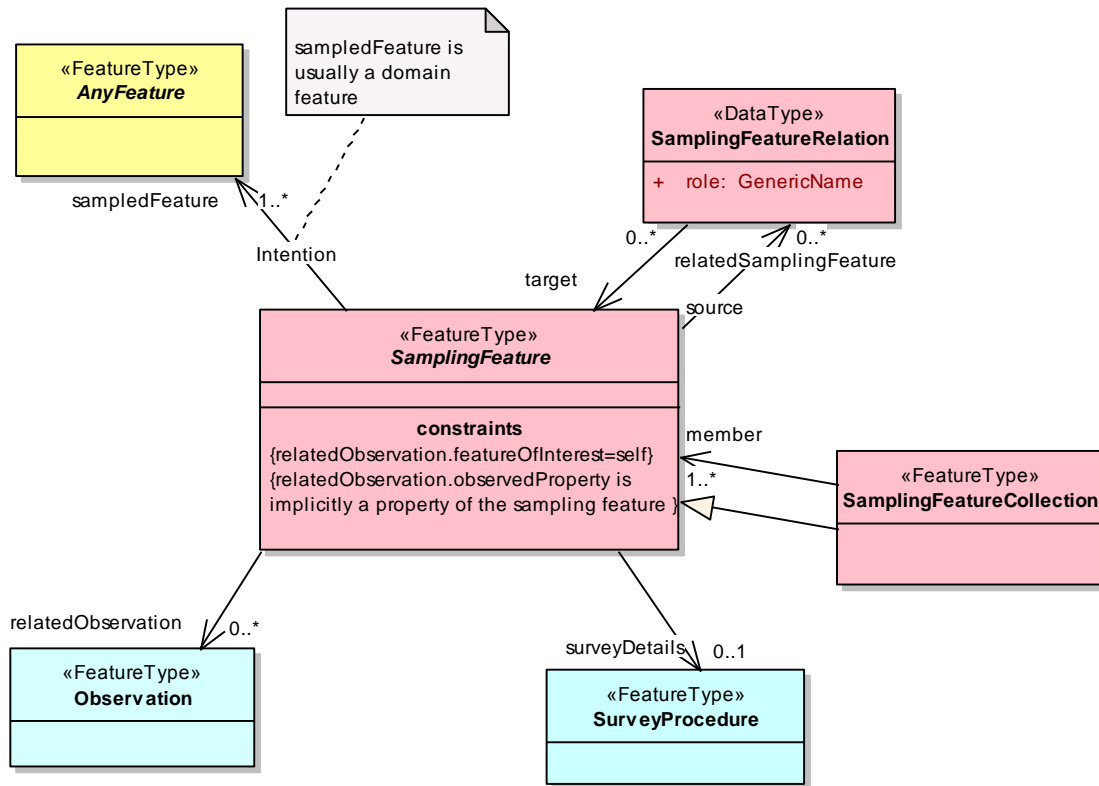 «FeatureType»
AnyFeature
sampledFeature is
usually a domain
feature
«DataType»
SamplingFeatureRelation
+ role: GenericName
sampledFeature
1..*
Intention
0..*
0..*
relatedSamplingFeature
target
source
«FeatureType»
SamplingFeature
constraints
{relatedObservation.featureOfInterest=self}
{relatedObservation.observedProperty is
implicitly a property of the sampling feature }
member
1..*
«FeatureType»
SamplingFeatureCollection
relatedObservation
0..*
surveyDetails
0..1
«FeatureType»
Observation
«FeatureType»
SurveyProcedure